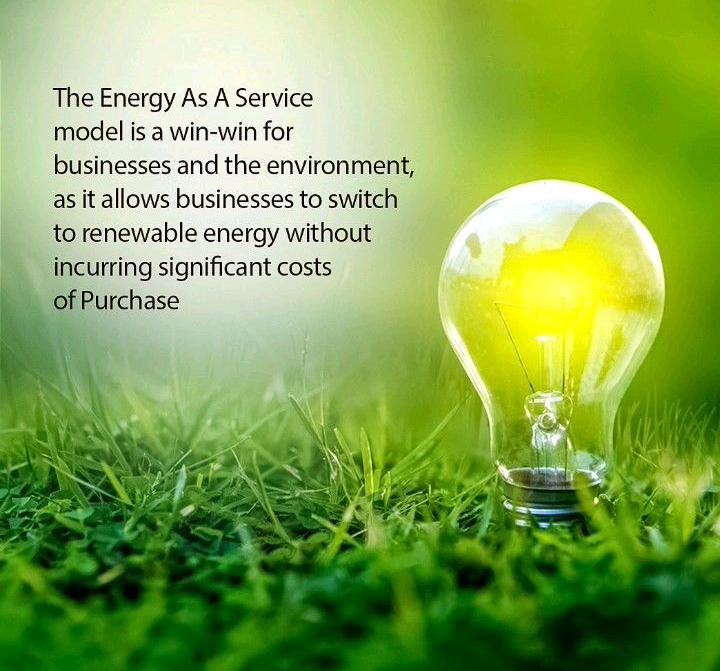 The Energy As A Service
model is a win-win for
businesses and the environment,
as it allows businesses to switch
to renewable energy without
incurring significant costs
of Purchase